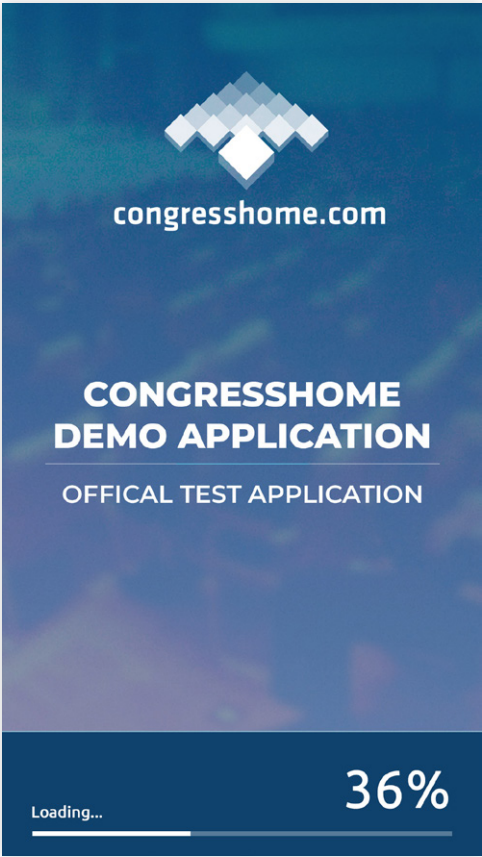 congresshome.com
CONGRESSHOME
DEMO APPLICATION
OFFICAL TEST APPLICATION
36%
Loading...